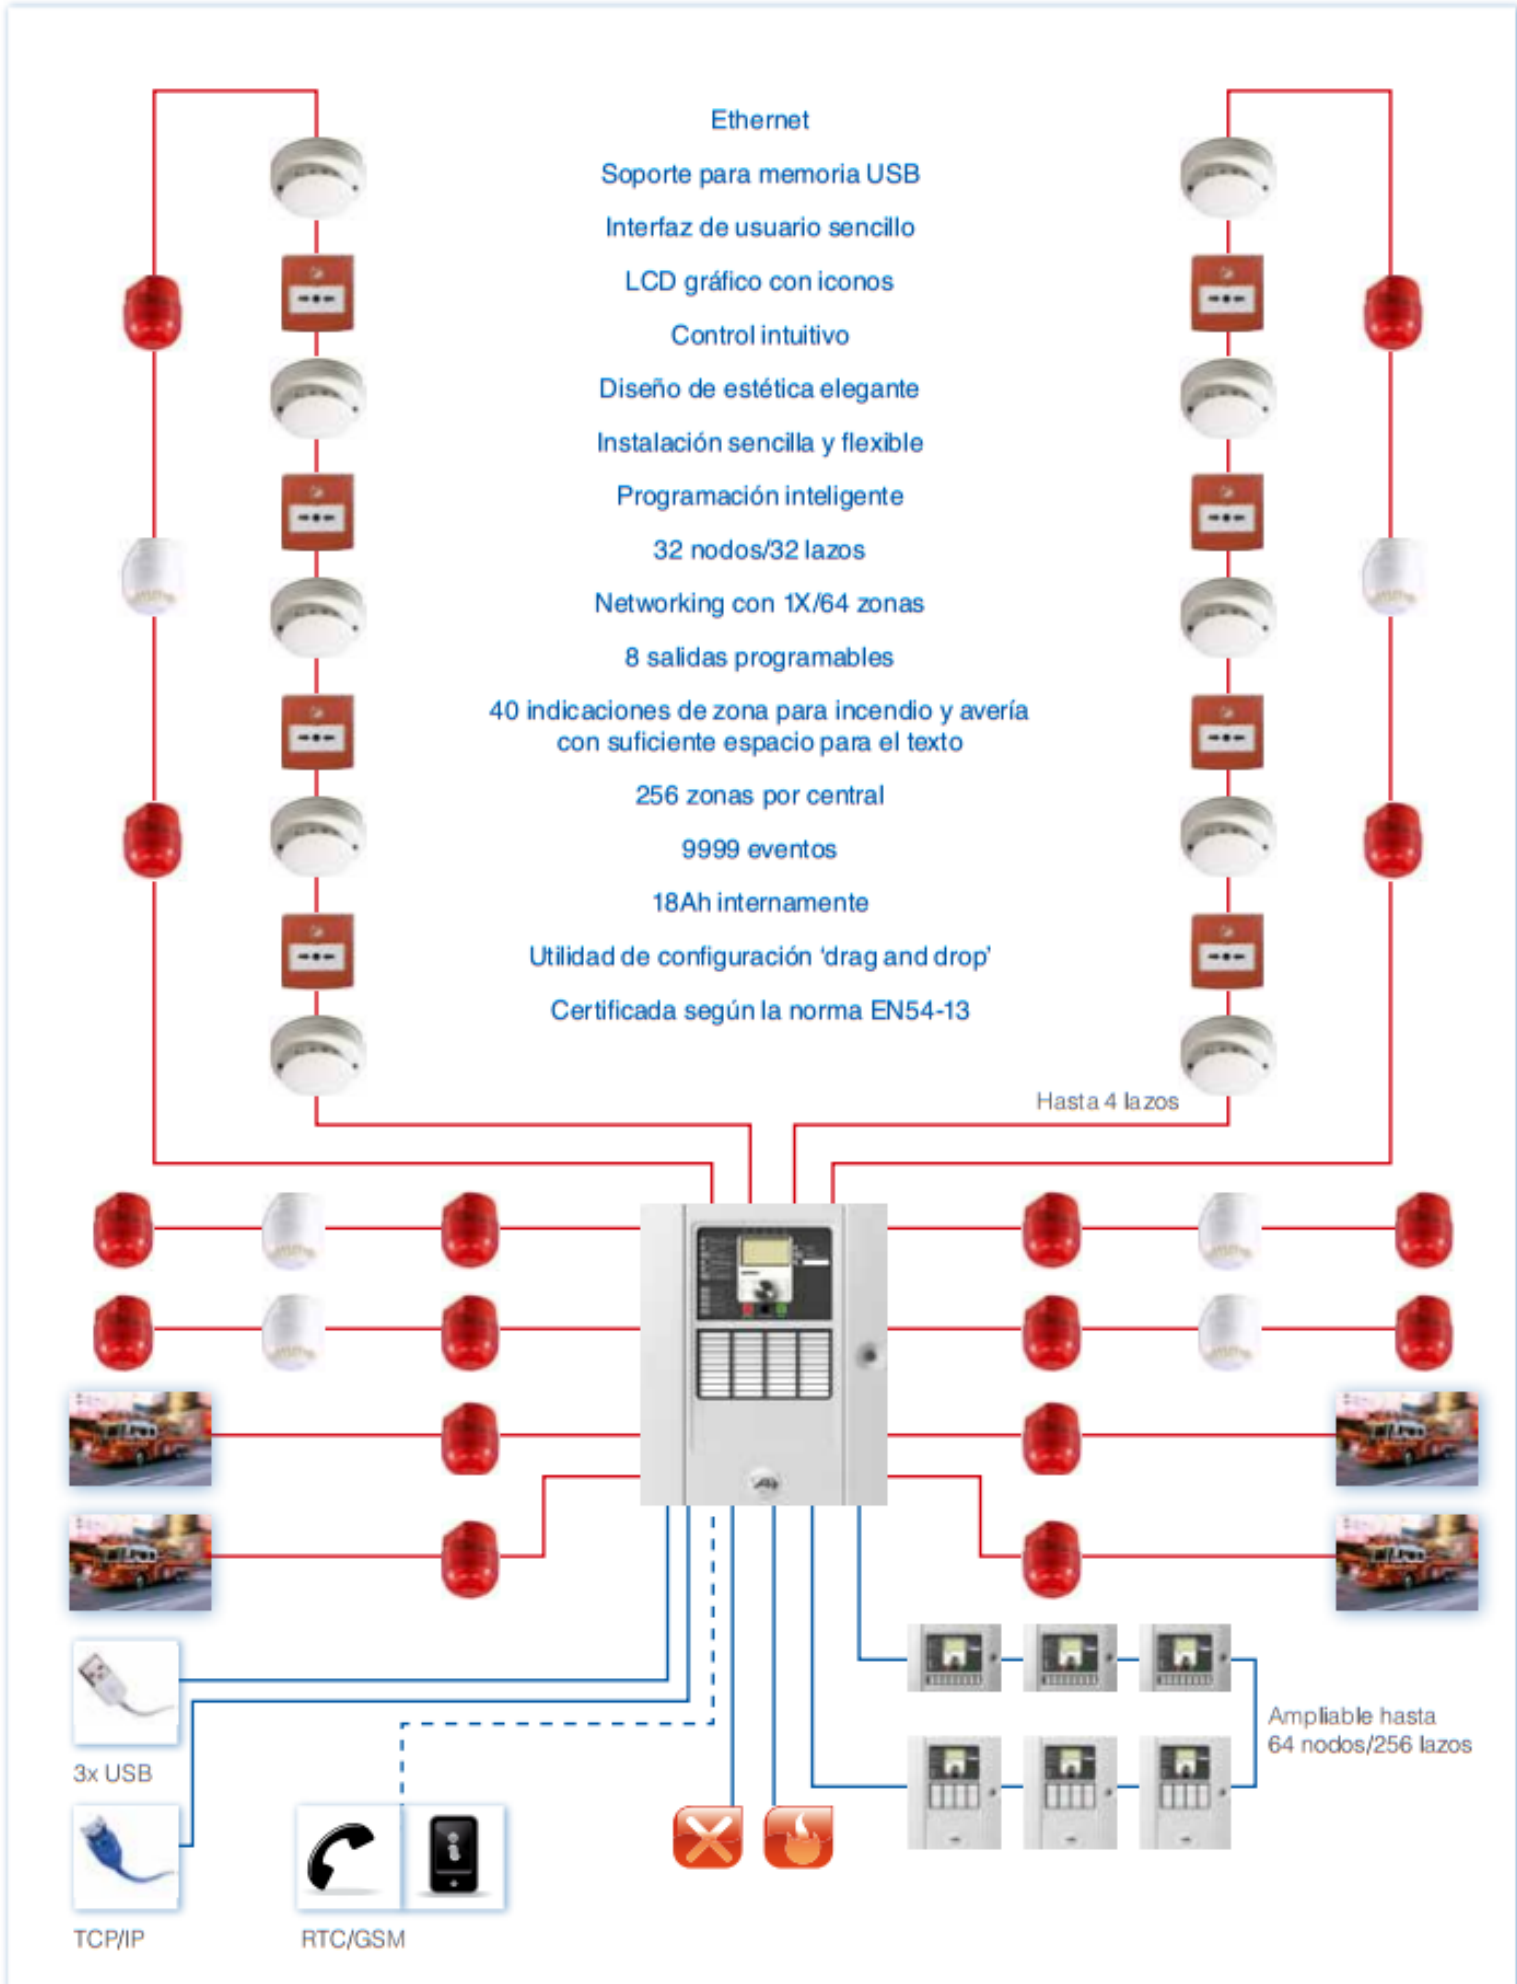 Ethernet
Soporte para memoria USB
Interfaz de usuario sencillo
LCD gráfico con iconos
Control intuitivo
Diseño de estética elegante
Instalación sencilla y flexible
Programación inteligente
32 nodos/32 lazos
Networking con 1X/64 zonas
8 salidas programables
40 indicaciones de zona para incendio y avería
con suficiente espacio para el texto
256 zonas por central
9999 eventos
18Ah internamente
Utilidad de configuración ‘drag and drop’
Certificada según la norma EN54-13
Hasta 4 lazos
Ampliable hasta
64 nodos/256 lazos
3x USB
TCP/IP
RTC/GSM